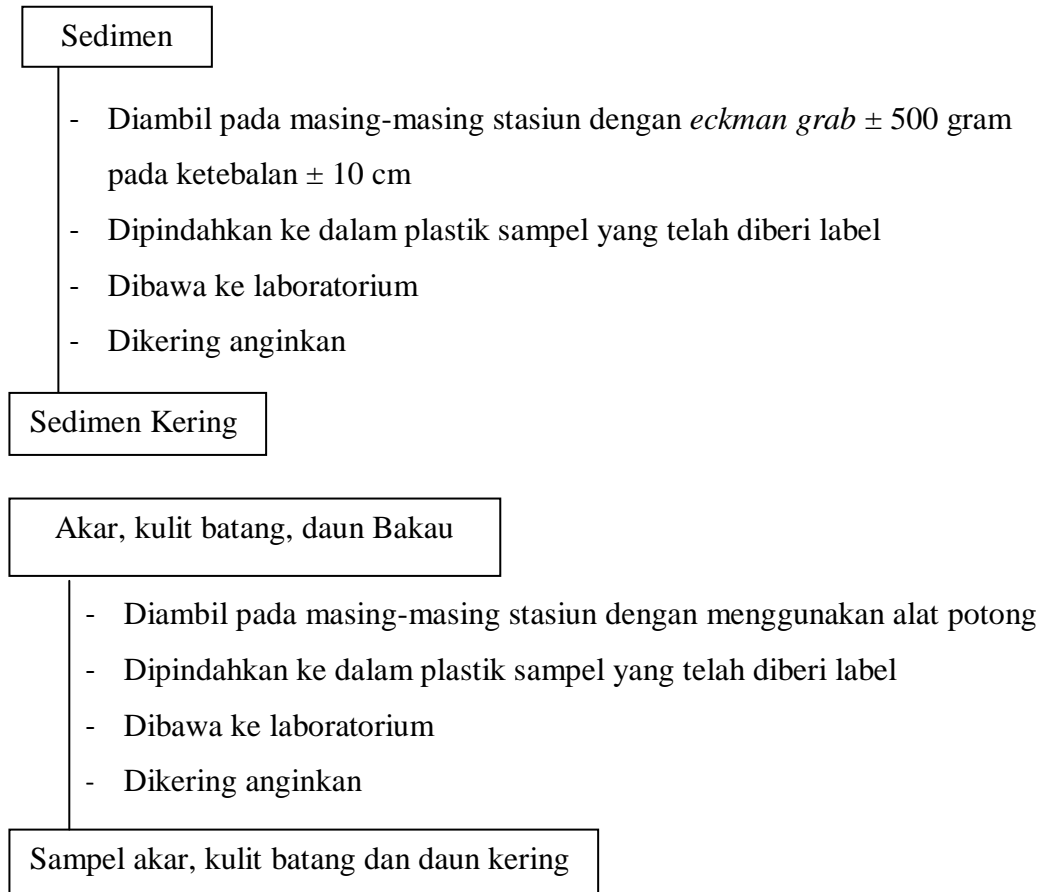 Sedimen
- Diambil pada masing-masing stasiun dengan eckman grab ± 500 gram
pada ketebalan ± 10 cm
- Dipindahkan ke dalam plastik sampel yang telah diberi label
- Dibawa ke laboratorium
- Dikering anginkan
Sedimen Kering
Akar, kulit batang, daun Bakau
- Diambil pada masing-masing stasiun dengan menggunakan alat potong
- Dipindahkan ke dalam plastik sampel yang telah diberi label
- Dibawa ke laboratorium
- Dikering anginkan
Sampel akar, kulit batang dan daun kering